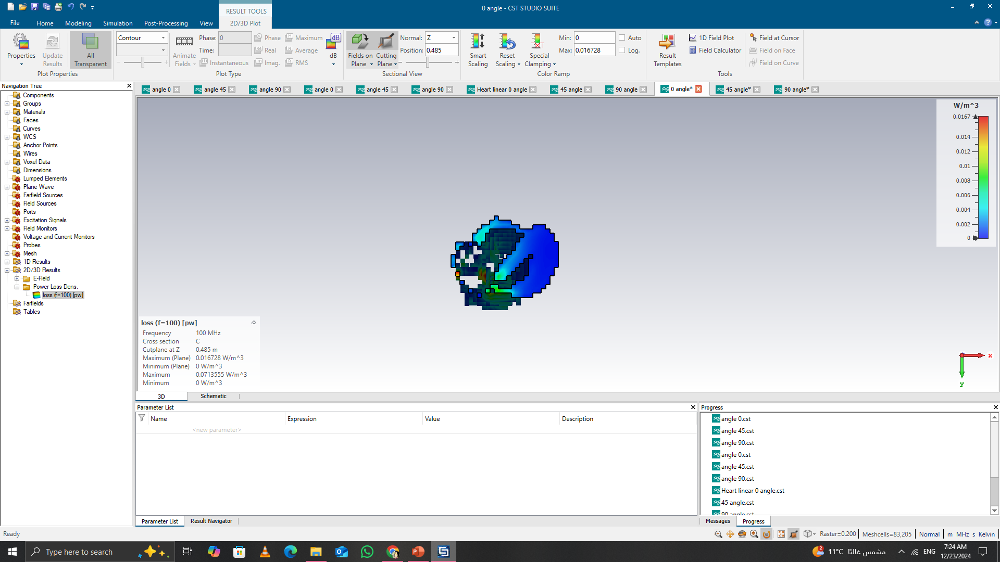 0 angle - CST STUDIO SUITE
RESULT TOOLS
File
Home
Modeling
Simulation
Post-Processing
View
2D/3D Plot
Properties
Update Results
All Transparent
Plot Properties
Contour
Animate Fields
Phase: 0
Time:
Instantaneous
Phase
Real
Imag.
Maximum
Average
RMS
dB
dB
Plot Type
Fields on Plane
Cutting Plane
Normal: Z
Position: 0.485
Sectional View
Smart Scaling
Reset Scaling
Special Clamping
Min: 0
Max: 0.016728
Auto
Log.
Color Ramp
Result Templates
1D Field Plot
Field Calculator
Field at Cursor
Field on Face
Field on Curve
Tools
Navigation Tree
Components
Groups
Materials
Faces
Curves
WCS
Anchor Points
Wires
Voxel Data
Dimensions
Lumped Elements
Plane Wave
Farfield Sources
Field Sources
Ports
Excitation Signals
Field Monitors
Voltage and Current Monitors
Probes
Mesh
1D Results
2D/3D Results
E-Field
Power Loss Dens.
loss (f=100) [pw]
Farfields
Tables
angle 0
angle 45
angle 90
angle 0
angle 45
angle 90
Heart linear 0 angle
45 angle
90 angle
0 angle*
45 angle*
90 angle*
W/m^3
0.0167
0.014
0.012
0.01
0.008
0.006
0.004
0.002
0
loss (f=100) [pw]
Frequency 100 MHz
Cross section C
Cutplane at Z 0.485 m
Maximum (Plane) 0.016728 W/m^3
Minimum (Plane) 0 W/m^3
Maximum 0.0713555 W/m^3
Minimum 0 W/m^3
x
y
3D
Schematic
Parameter List
Name Expression Value Description
<new parameter>
Parameter List
Result Navigator
Progress
angle 0.cst
angle 45.cst
angle 90.cst
angle 0.cst
angle 45.cst
angle 90.cst
Heart linear 0 angle.cst
45 angle.cst
90 angle.cst
Messages
Progress
Ready
Raster=0.200
Meshcells=83,205
Normal
m MHz s Kelvin
Type here to search
2
11°C مشمس غالبًا
ENG
7:24 AM
12/23/2024